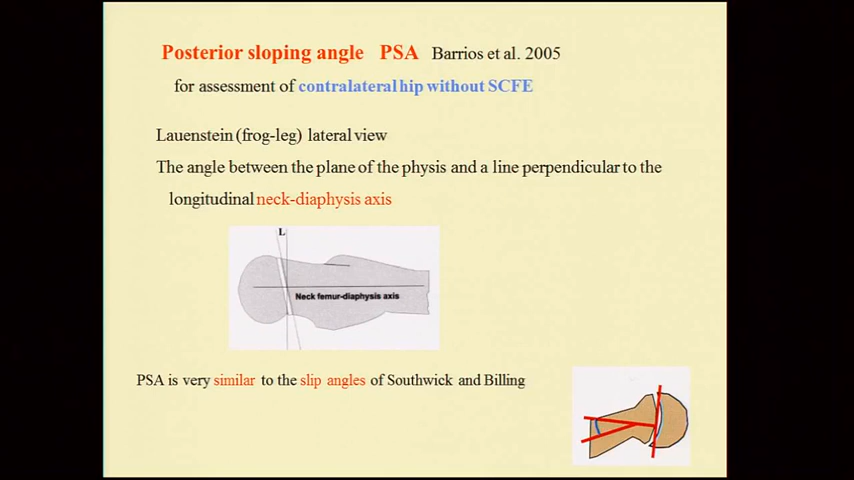 Posterior sloping angle PSA Barrios et al. 2005
for assessment of contralateral hip without SCFE
Lauenstein (frog-leg) lateral view
The angle between the plane of the physis and a line perpendicular to the
longitudinal neck-diaphysis axis
L
Neck femur-diaphysis axis
PSA is very similar to the slip angles of Southwick and Billing